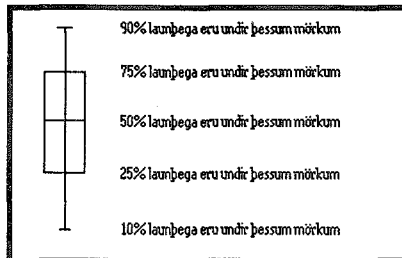 90% launþega eru undir þessum mörkum
75% launþega eru undir þessum mörkum
50% launþega eru undir þessum mörkum
25% launþega eru undir þessum mörkum
10% launþega eru undir þessum mörkum